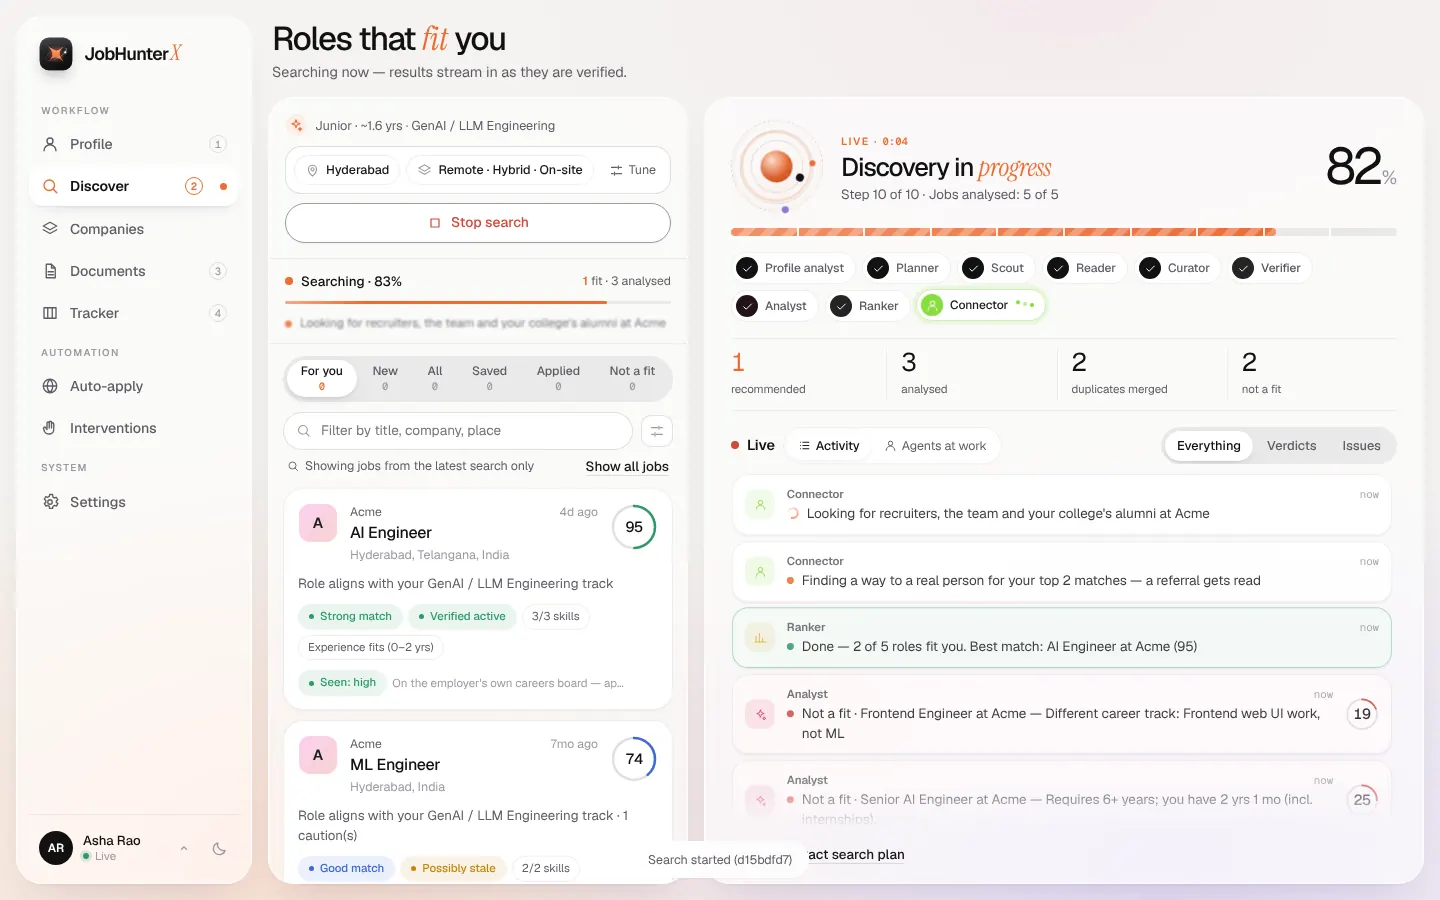 JobHunterX
WORKFLOW
Profile 1
Discover 2
Companies
Documents 3
Tracker 4
AUTOMATION
Auto-apply
Interventions
SYSTEM
Settings
AR
Asha Rao
Live
Roles that fit you
Searching now — results stream in as they are verified.
Junior · ~1.6 yrs · GenAI / LLM Engineering
Hyderabad
Remote · Hybrid · On-site
Tune
Stop search
Searching · 83%
1 fit · 3 analysed
Looking for recruiters, the team and your college's alumni at Acme
For you 0
New 0
All 0
Saved 0
Applied 0
Not a fit 0
Filter by title, company, place
Showing jobs from the latest search only
Show all jobs
A
Acme
4d ago
95
AI Engineer
Hyderabad, Telangana, India
Role aligns with your GenAI / LLM Engineering track
Strong match
Verified active
3/3 skills
Experience fits (0–2 yrs)
Seen: high
On the employer's own careers board — ap…
A
Acme
7mo ago
74
ML Engineer
Hyderabad, India
Role aligns with your GenAI / LLM Engineering track · 1
caution(s)
Good match
Possibly stale
2/2 skills
LIVE · 0:04
Discovery in progress
Step 10 of 10 · Jobs analysed: 5 of 5
82%
Profile analyst
Planner
Scout
Reader
Curator
Verifier
Analyst
Ranker
Connector
1
recommended
3
analysed
2
duplicates merged
2
not a fit
Live
Activity
Agents at work
Everything
Verdicts
Issues
Connector
now
Looking for recruiters, the team and your college's alumni at Acme
Connector
now
Finding a way to a real person for your top 2 matches — a referral gets read
Ranker
now
Done — 2 of 5 roles fit you. Best match: AI Engineer at Acme (95)
Analyst
now
Not a fit · Frontend Engineer at Acme — Different career track: Frontend web UI work,
not ML
19
Analyst
now
Not a fit · Senior AI Engineer at Acme — Requires 6+ years; you have 2 yrs 1 mo (incl.
internships).
25
Search started (d15bdfd7)
act search plan